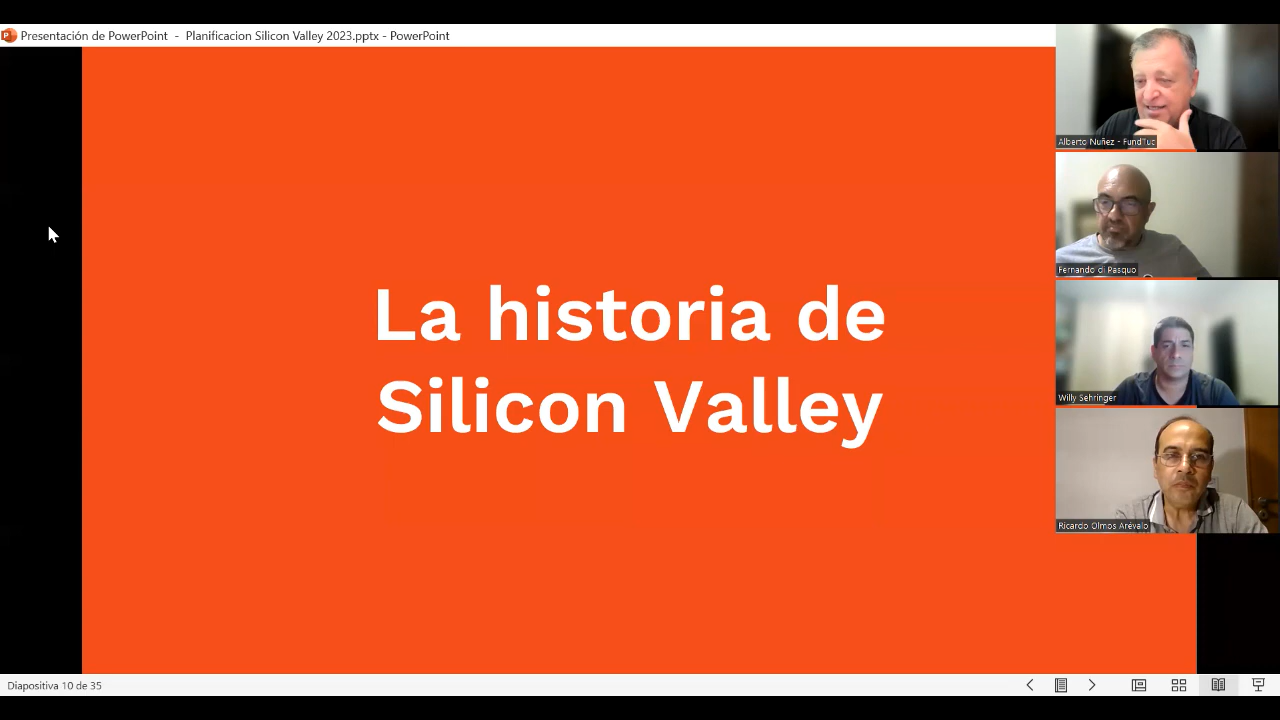 Presentación de PowerPoint - Planificacion Silicon Valley 2023.pptx - PowerPoint
La historia de
Silicon Valley
Alberto Nuñez - FundTuc
Fernando di Pasquo
Willy Sehringer
Ricardo Olmos Arévalo
Diapositiva 10 de 35